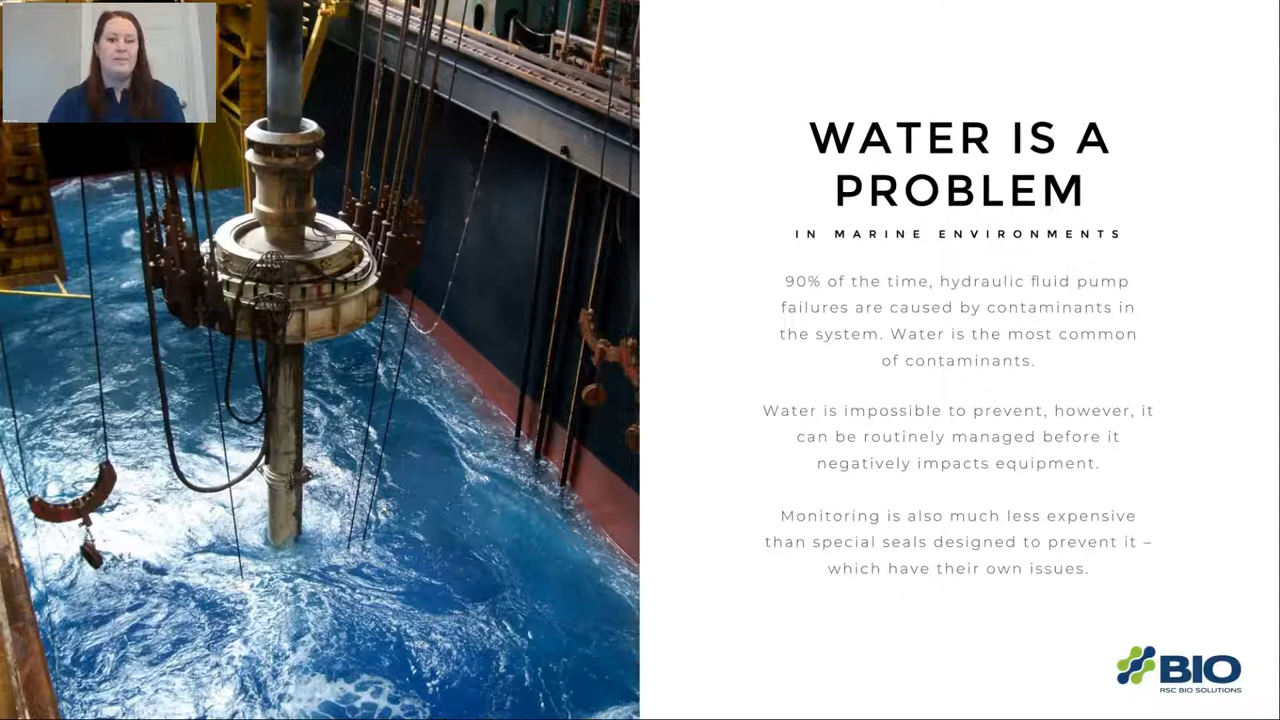 WATER IS A
PROBLEM
IN MARINE ENVIRONMENTS
90% of the time, hydraulic fluid pump
failures are caused by contaminants in
the system. Water is the most common
of contaminants.
Water is impossible to prevent, however, it
can be routinely managed before it
negatively impacts equipment.
Monitoring is also much less expensive
than special seals designed to prevent it –
which have their own issues.
BIO
RSC BIO SOLUTIONS